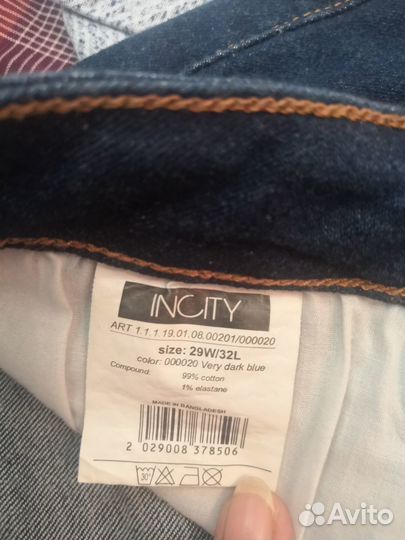 INCITY
ART 1.1.1.19.01.08.00201/000020
size: 29W/32L
color: 000020 Very dark blue
Compound: 99% cotton
1% elastane
MADE IN BANGLADESH
2 029008 378506
30°
Avito